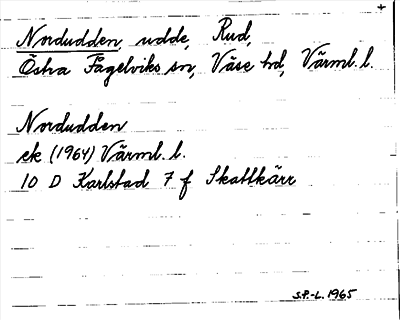 +
Nordudden, udde, Rud,
Östra Fågelviks sn, Väse hd, Värml. l.
Nordudden
ek (1964) Värml. l.
10 D Karlstad 7 f Skattkärr
S.P.-L. 1965